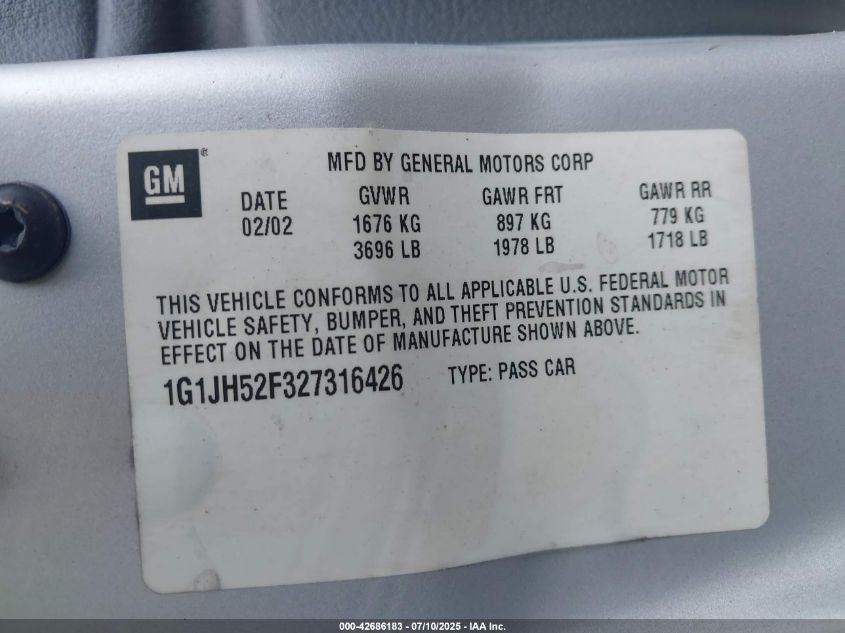 GM®
MFD BY GENERAL MOTORS CORP
DATE GVWR GAWR FRT GAWR RR
02/02 1676 KG 897 KG 779 KG
3696 LB 1978 LB 1718 LB
THIS VEHICLE CONFORMS TO ALL APPLICABLE U.S. FEDERAL MOTOR
VEHICLE SAFETY, BUMPER, AND THEFT PREVENTION STANDARDS IN
EFFECT ON THE DATE OF MANUFACTURE SHOWN ABOVE.
1G1JH52F327316426 TYPE: PASS CAR
000-42686183 - 07/10/2025 - IAA Inc.